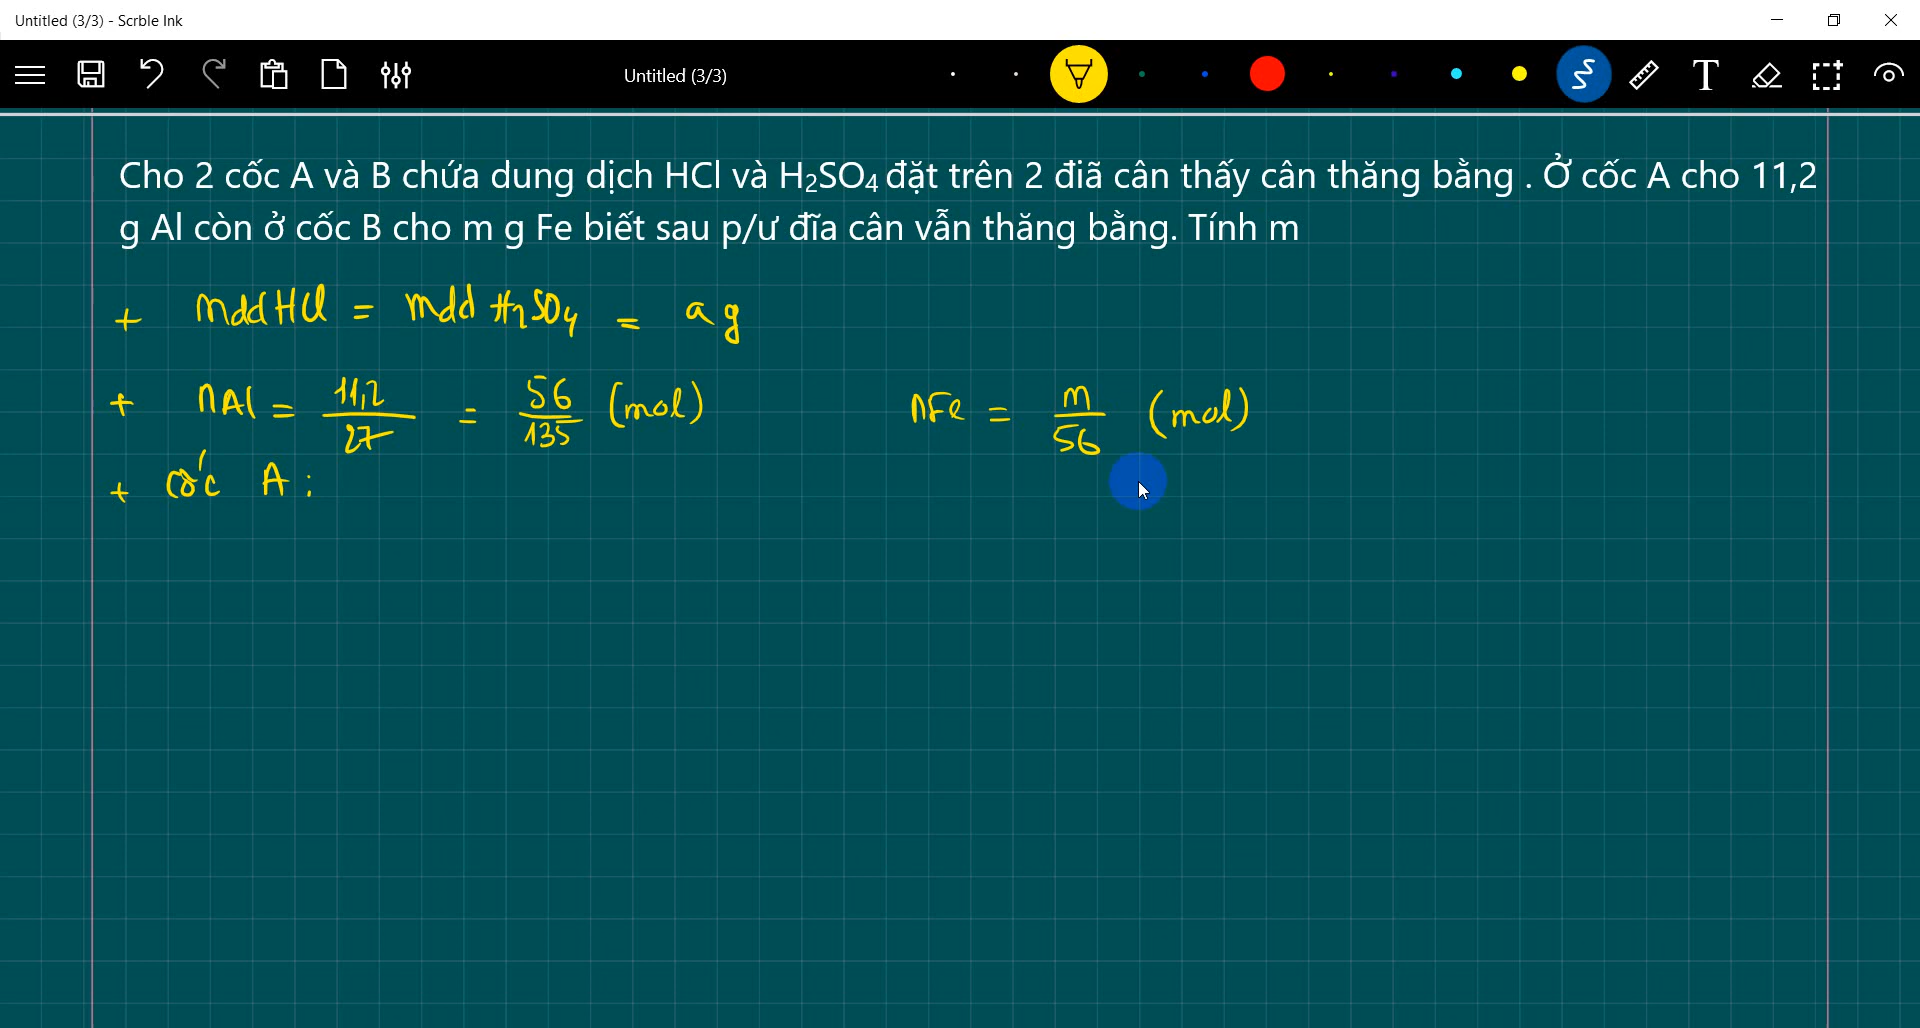 Untitled (3/3) - Scrble Ink
Untitled (3/3)
T
Cho 2 cốc A và B chứa dung dịch HCl và H₂SO₄ đặt trên 2 điã cân thấy cân thăng bằng . Ở cốc A cho 11,2
g Al còn ở cốc B cho m g Fe biết sau p/ư đĩa cân vẫn thăng bằng. Tính m
+ mdd HCl = mdd H₂SO₄ = a g
+ nAl = 11,2/27 = 56/135 (mol) nFe = m/56 (mol)
+ Cốc A :